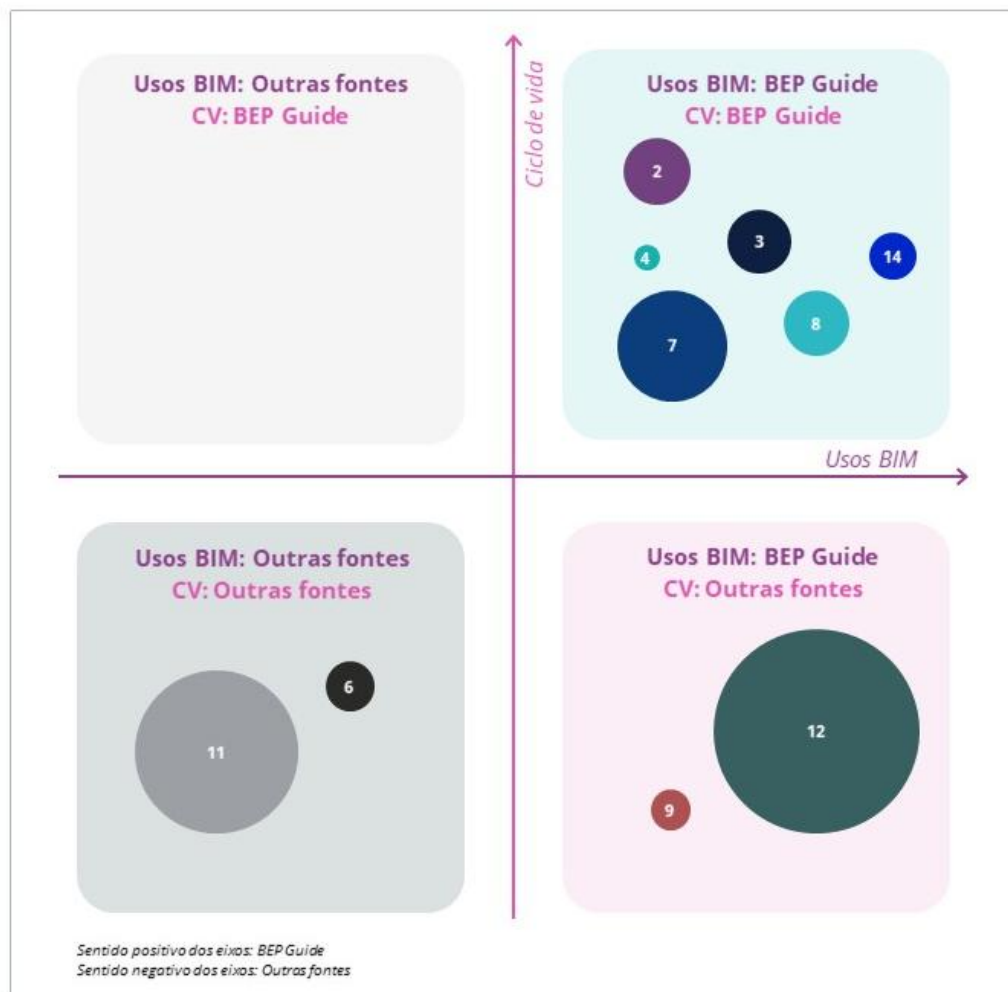 Usos BIM: Outras fontes
CV: BEP Guide
Ciclo de vida
Usos BIM: BEP Guide
CV: BEP Guide
2
3
4
14
8
7
Usos BIM
Usos BIM: Outras fontes
CV: Outras fontes
6
11
Usos BIM: BEP Guide
CV: Outras fontes
12
9
Sentido positivo dos eixos: BEP Guide
Sentido negativo dos eixos: Outras fontes